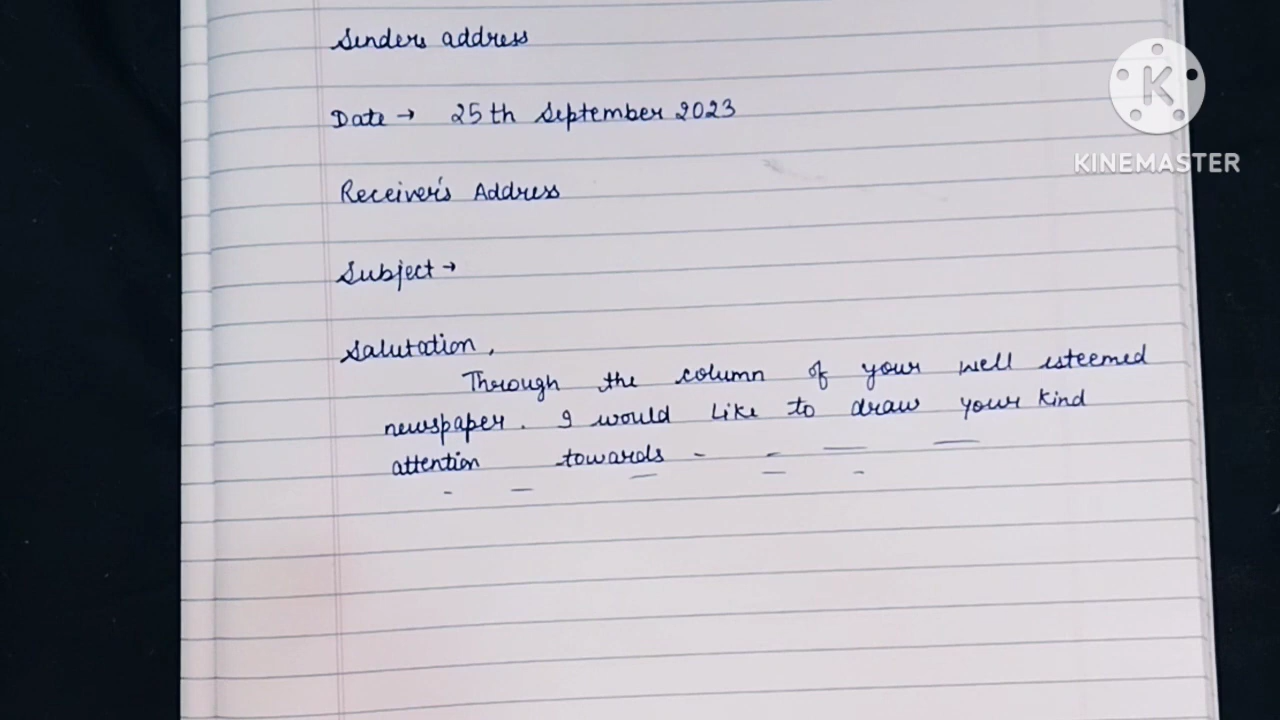 Senders address
Date → 25th September 2023
Receiver's Address
Subject →
Salutation,
Through the column of your well esteemed
newspaper. I would like to draw your kind
attention towards - - — —
- — — — -
K
KINEMASTER